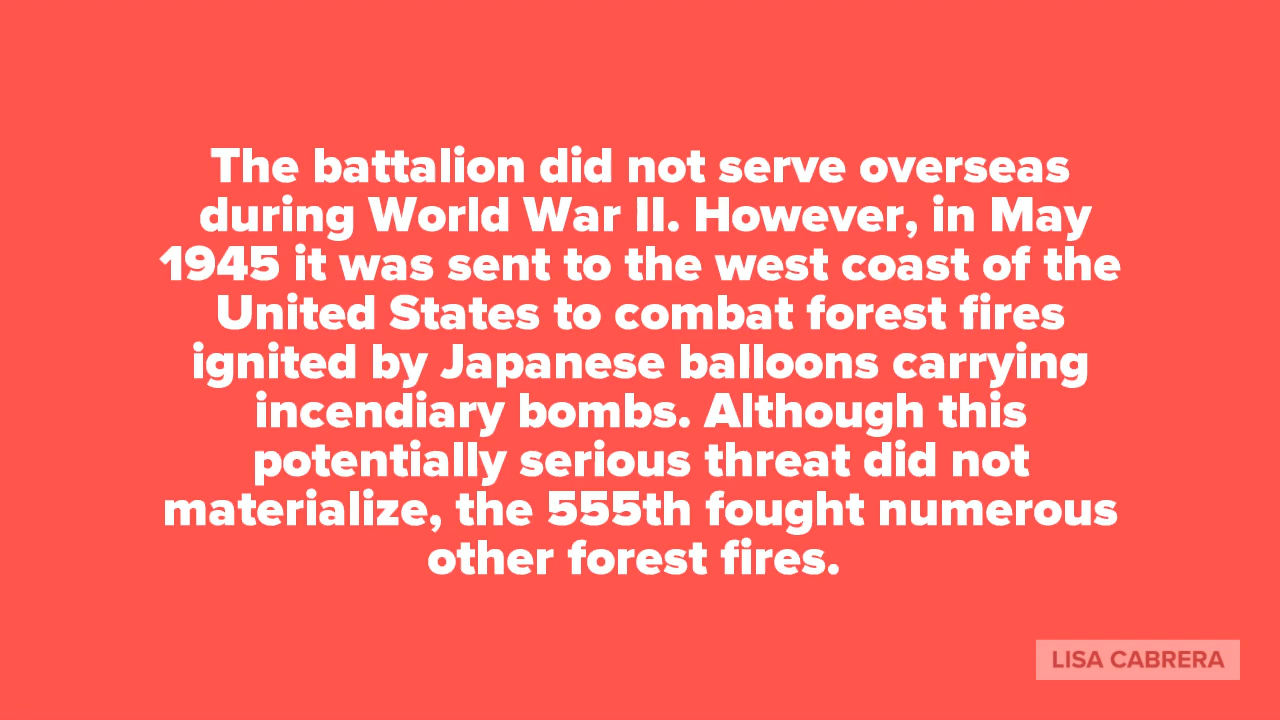 The battalion did not serve overseas
during World War II. However, in May
1945 it was sent to the west coast of the
United States to combat forest fires
ignited by Japanese balloons carrying
incendiary bombs. Although this
potentially serious threat did not
materialize, the 555th fought numerous
other forest fires.
LISA CABRERA